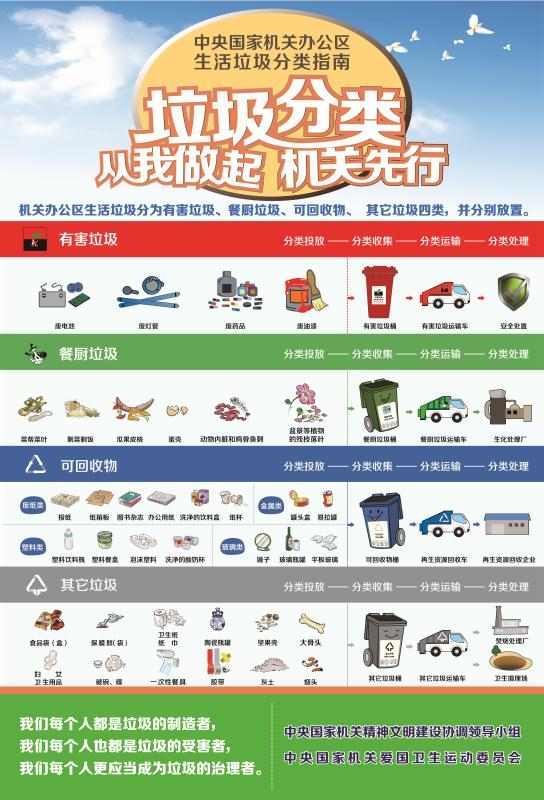 中央国家机关办公区
生活垃圾分类指南
垃圾分类
从我做起 机关先行
机关办公区生活垃圾分为有害垃圾、餐厨垃圾、可回收物、 其它垃圾四类，并分别放置。
有害垃圾 分类投放 —— 分类收集 —— 分类运输 —— 分类处理
废电池 废灯管 废药品 废油漆 有害垃圾桶 有害垃圾运输车 安全处置
餐厨垃圾 分类投放 —— 分类收集 —— 分类运输 —— 分类处理
菜帮菜叶 剩菜剩饭 瓜果皮核 蛋壳 动物内脏和鸡骨鱼刺 盆景等植物
的残枝落叶 餐厨垃圾桶 餐厨垃圾运输车 生化处理厂
可回收物 分类投放 —— 分类收集 —— 分类运输 —— 分类处理
废纸类 金属类
报纸 纸箱板 图书杂志 办公用纸 洗净的饮料盒 纸杯 罐头盒 易拉罐
塑料类 玻璃类
塑料饮料瓶 塑料餐盒 泡沫塑料 洗净的酸奶杯 镜子 玻璃瓶罐 平板玻璃 可回收物桶 再生资源回收车 再生资源回收企业
其它垃圾 分类投放 —— 分类收集 —— 分类运输 —— 分类处理
食品袋（盒） 保膜鲜(袋) 卫生纸
纸 巾 陶瓷瓶罐 坚果壳 大骨头 焚烧处理厂
妇 女
卫生用品 破碗、碟 一次性餐具 胶带 灰土 烟头 其它垃圾桶 其它垃圾运输车 卫生填埋场
我们每个人都是垃圾的制造者，
我们每个人也都是垃圾的受害者，
我们每个人更应当成为垃圾的治理者。
中央国家机关精神文明建设协调领导小组
中央国家机关爱国卫生运动委员会